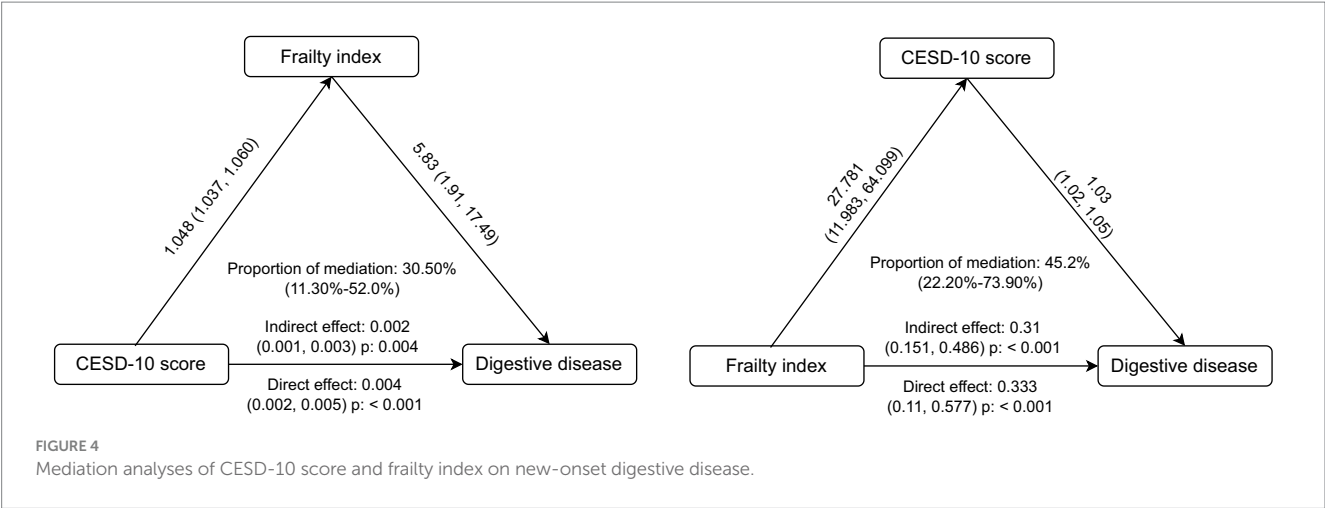 Frailty index
1.048 (1.037, 1.060)
5.83 (1.91, 17.49)
Proportion of mediation: 30.50%
(11.30%-52.0%)
Indirect effect: 0.002
(0.001, 0.003) p: 0.004
CESD-10 score
Digestive disease
Direct effect: 0.004
(0.002, 0.005) p: < 0.001
CESD-10 score
27.781
(11.983, 64.099)
1.03
(1.02, 1.05)
Proportion of mediation: 45.2%
(22.20%-73.90%)
Indirect effect: 0.31
(0.151, 0.486) p: < 0.001
Frailty index
Digestive disease
Direct effect: 0.333
(0.11, 0.577) p: < 0.001
FIGURE 4
Mediation analyses of CESD-10 score and frailty index on new-onset digestive disease.